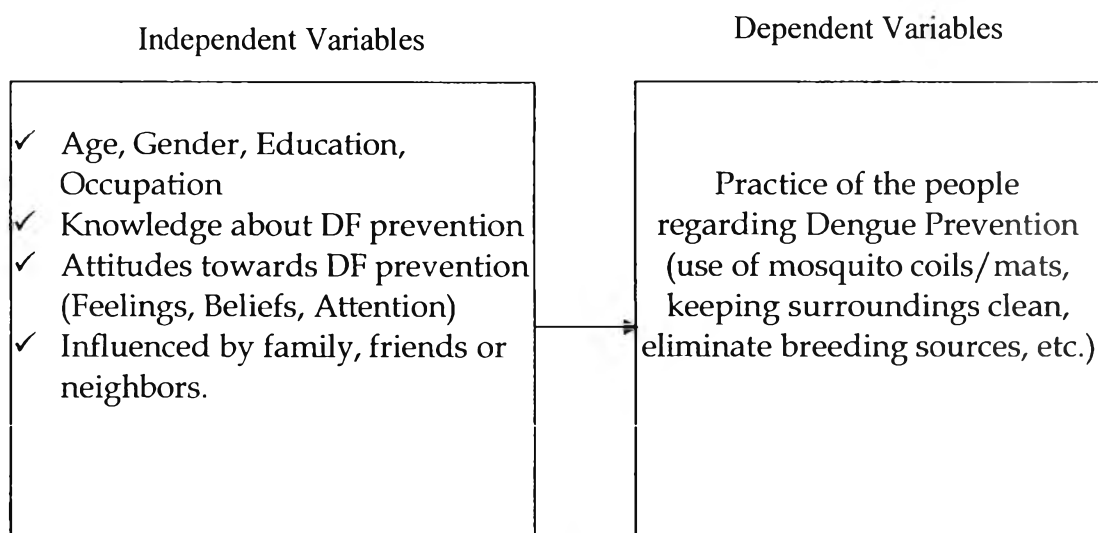 Independent Variables
✓ Age, Gender, Education,
Occupation
✓ Knowledge about DF prevention
✓ Attitudes towards DF prevention
(Feelings, Beliefs, Attention)
✓ Influenced by family, friends or
neighbors.
Dependent Variables
Practice of the people
regarding Dengue Prevention
(use of mosquito coils/mats,
keeping surroundings clean,
eliminate breeding sources, etc.)